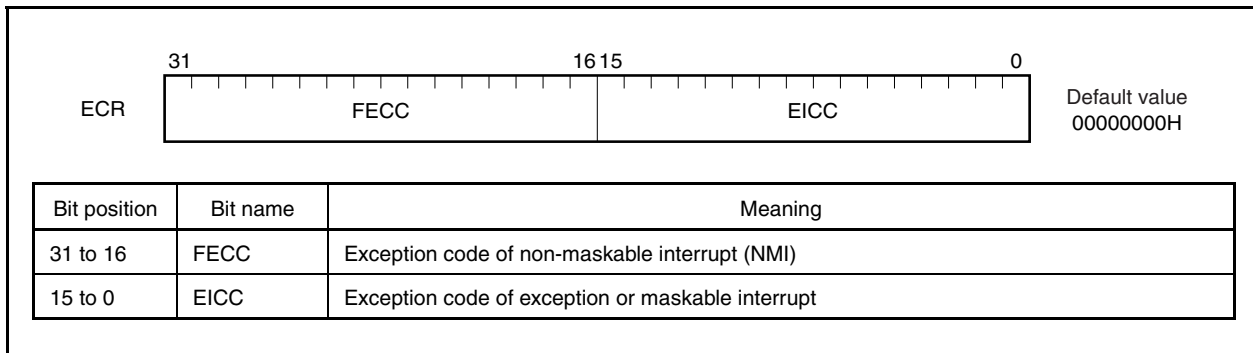 31 16 15 0
ECR FECC EICC Default value
00000000H
Bit position Bit name Meaning
31 to 16 FECC Exception code of non-maskable interrupt (NMI)
15 to 0 EICC Exception code of exception or maskable interrupt